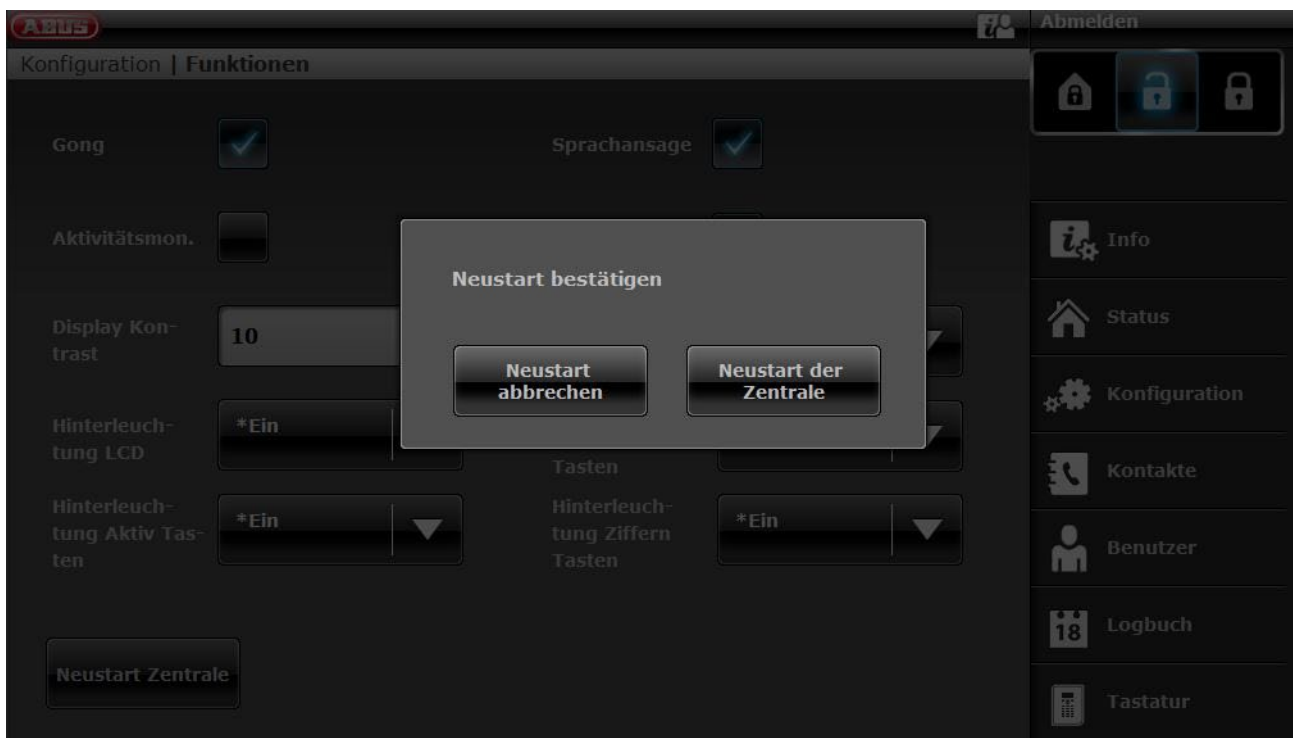 ABUS
Abmelden
Konfiguration | Funktionen
Gong
Sprachansage
Aktivitätsmon.
Neustart bestätigen
Neustart
abbrechen
Neustart der
Zentrale
Display Kon-
trast
10
Hinterleuch-
tung LCD
*Ein
Tasten
Hinterleuch-
tung Aktiv Tas-
ten
*Ein
Hinterleuch-
tung Ziffern
Tasten
*Ein
Neustart Zentrale
Info
Status
Konfiguration
Kontakte
Benutzer
18
Logbuch
Tastatur